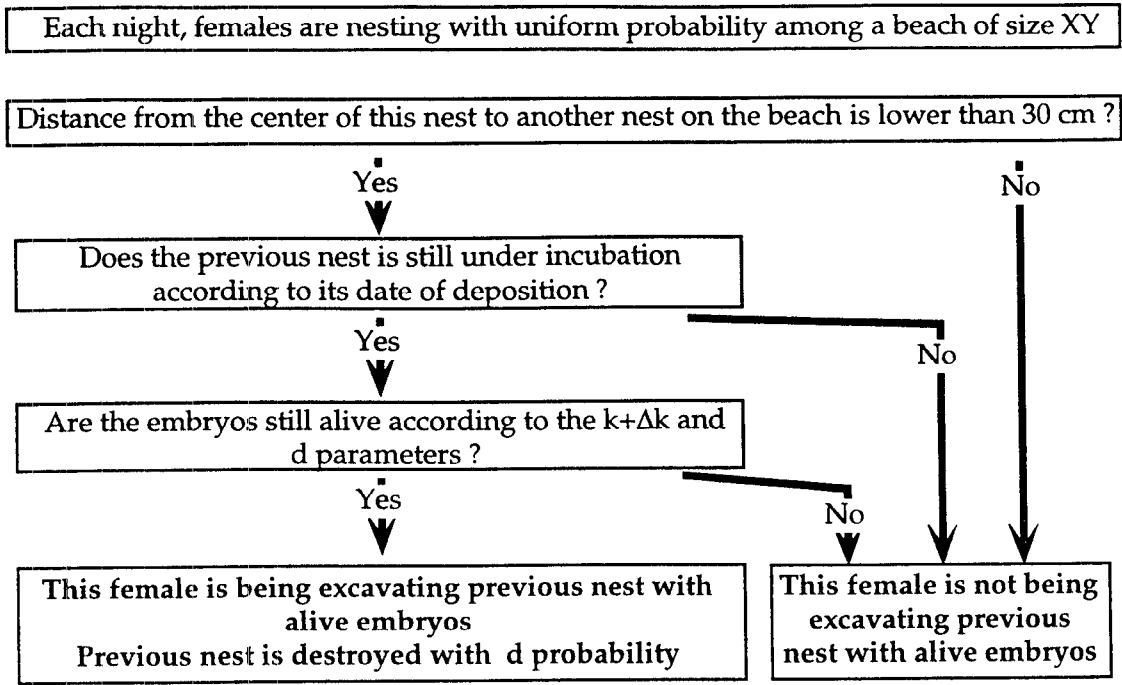 Each night, females are nesting with uniform probability among a beach of size XY
Distance from the center of this nest to another nest on the beach is lower than 30 cm ?
Yes
No
Does the previous nest is still under incubation
according to its date of deposition ?
Yes
No
Are the embryos still alive according to the k+Δk and
d parameters ?
Yes
No
This female is being excavating previous nest with
alive embryos
Previous nest is destroyed with d probability
This female is not being
excavating previous
nest with alive embryos